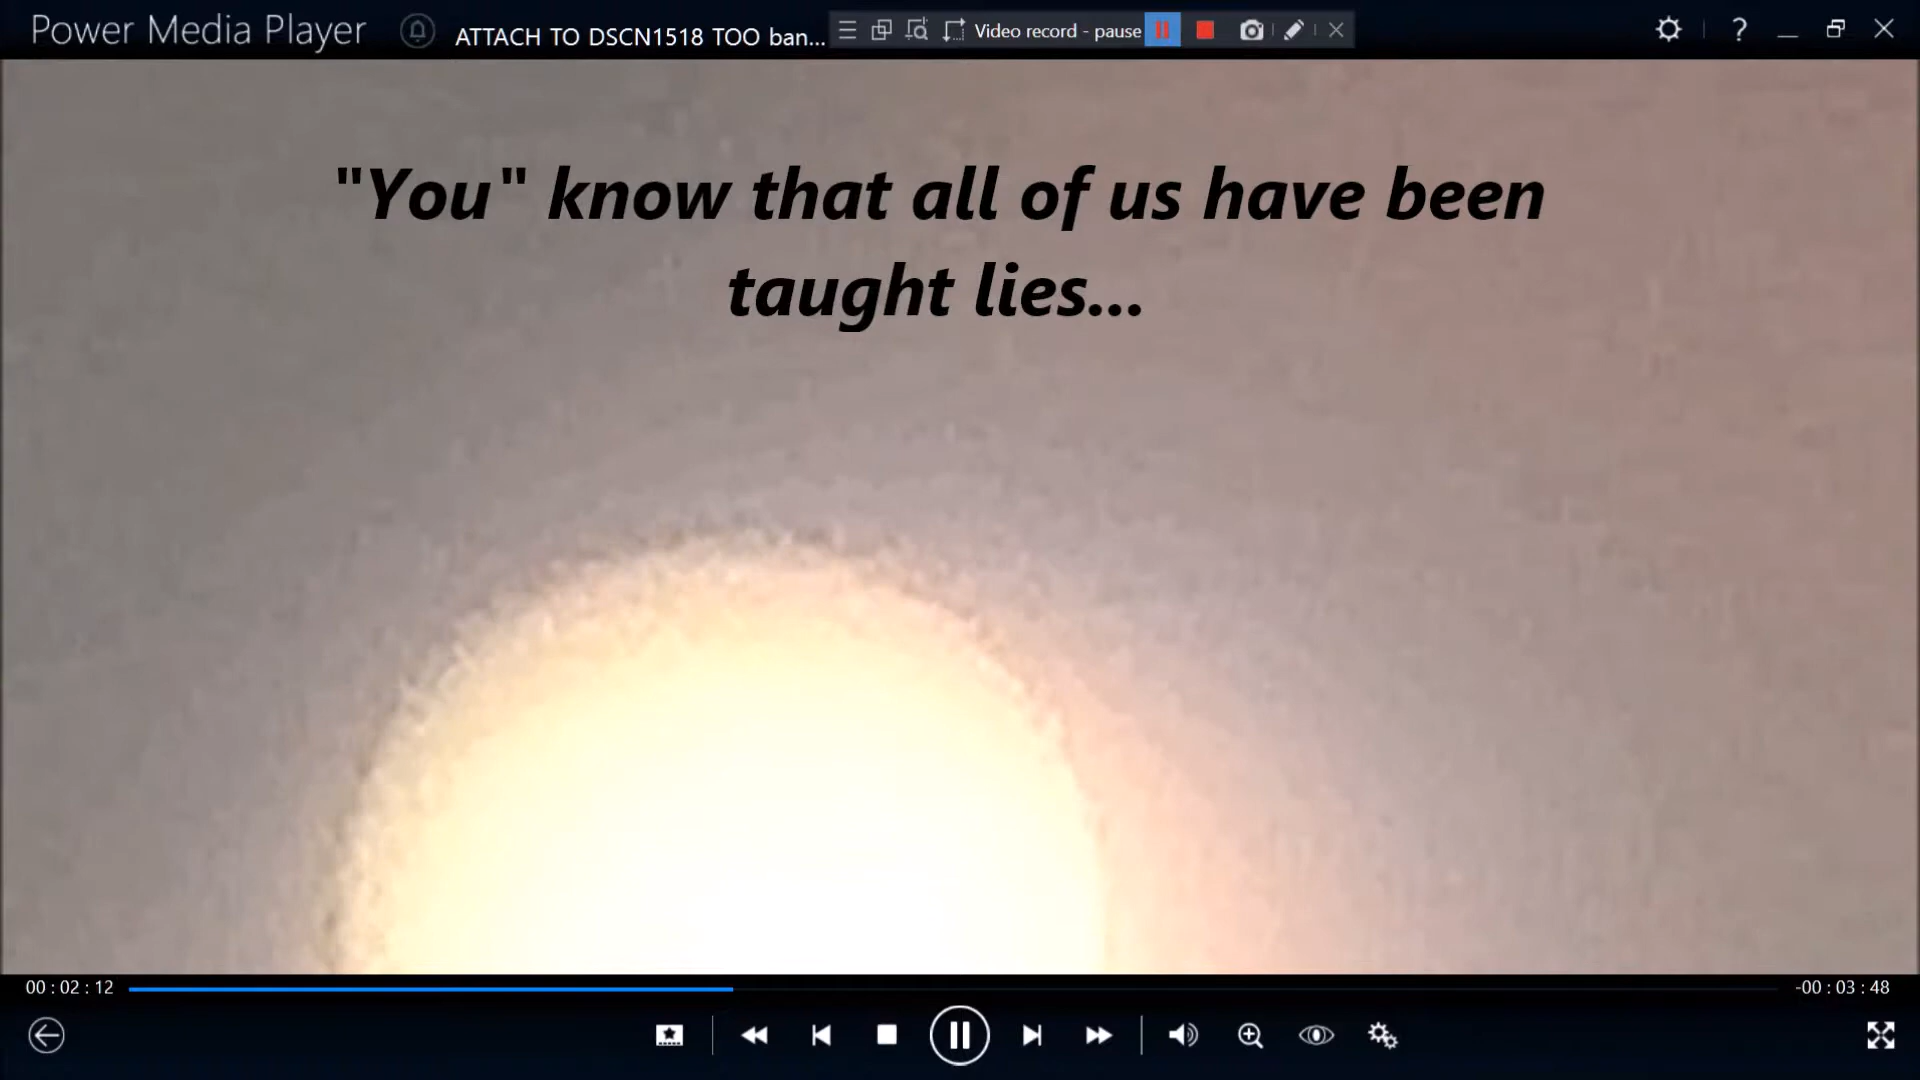 Power Media Player
ATTACH TO DSCN1518 TOO ban...
Video record - pause
"You" know that all of us have been
taught lies...
00 : 02 : 12
-00 : 03 : 48